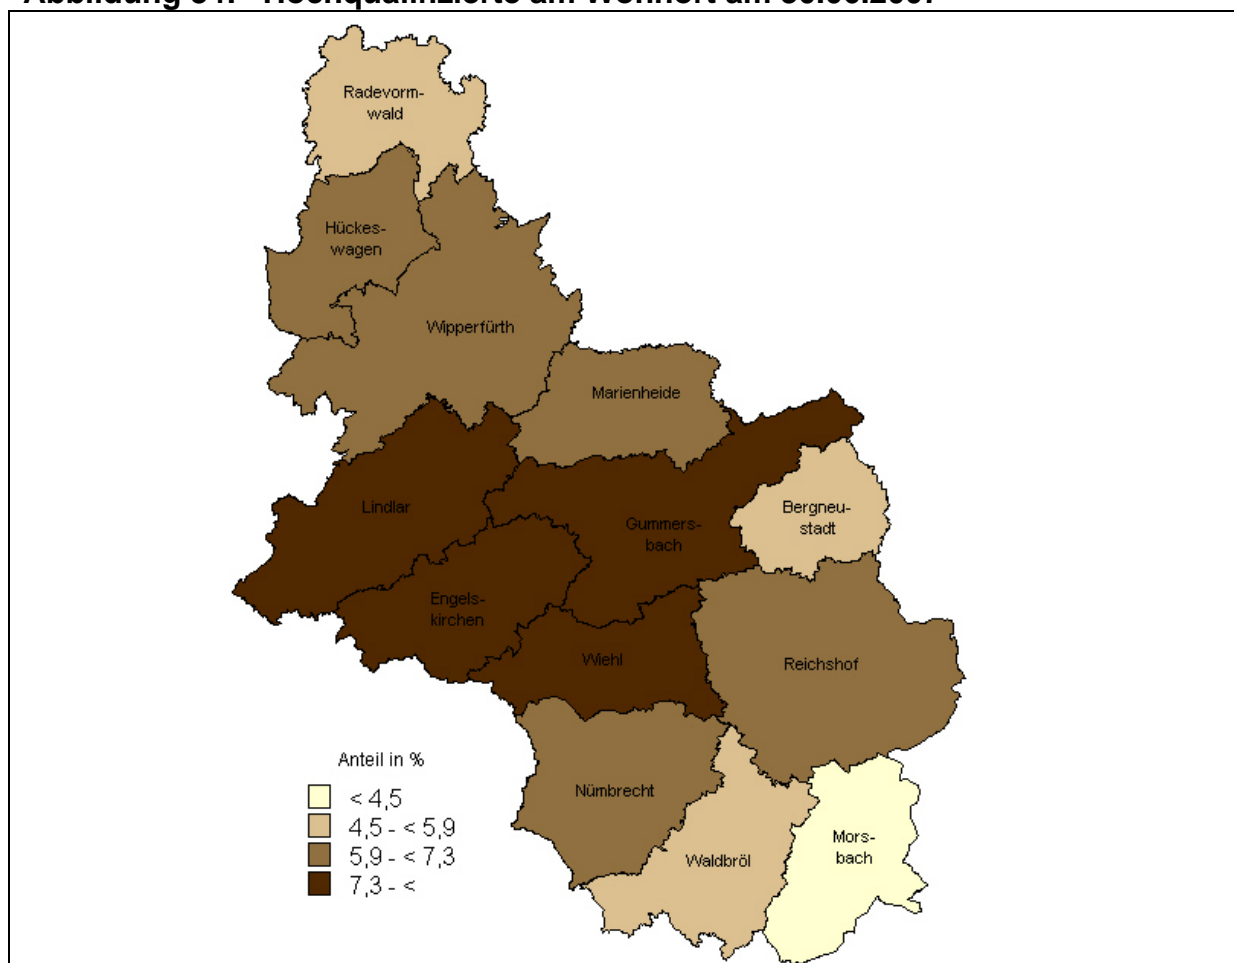 Radevorm-
wald
Hückes-
wagen
Wipperfürth
Marienheide
Lindlar
Gummers-
bach
Bergneu-
stadt
Engels-
kirchen
Wiehl
Reichshof
Nümbrecht
Waldbröl
Mors-
bach
Anteil in %
< 4,5
4,5 - < 5,9
5,9 - < 7,3
7,3 - <